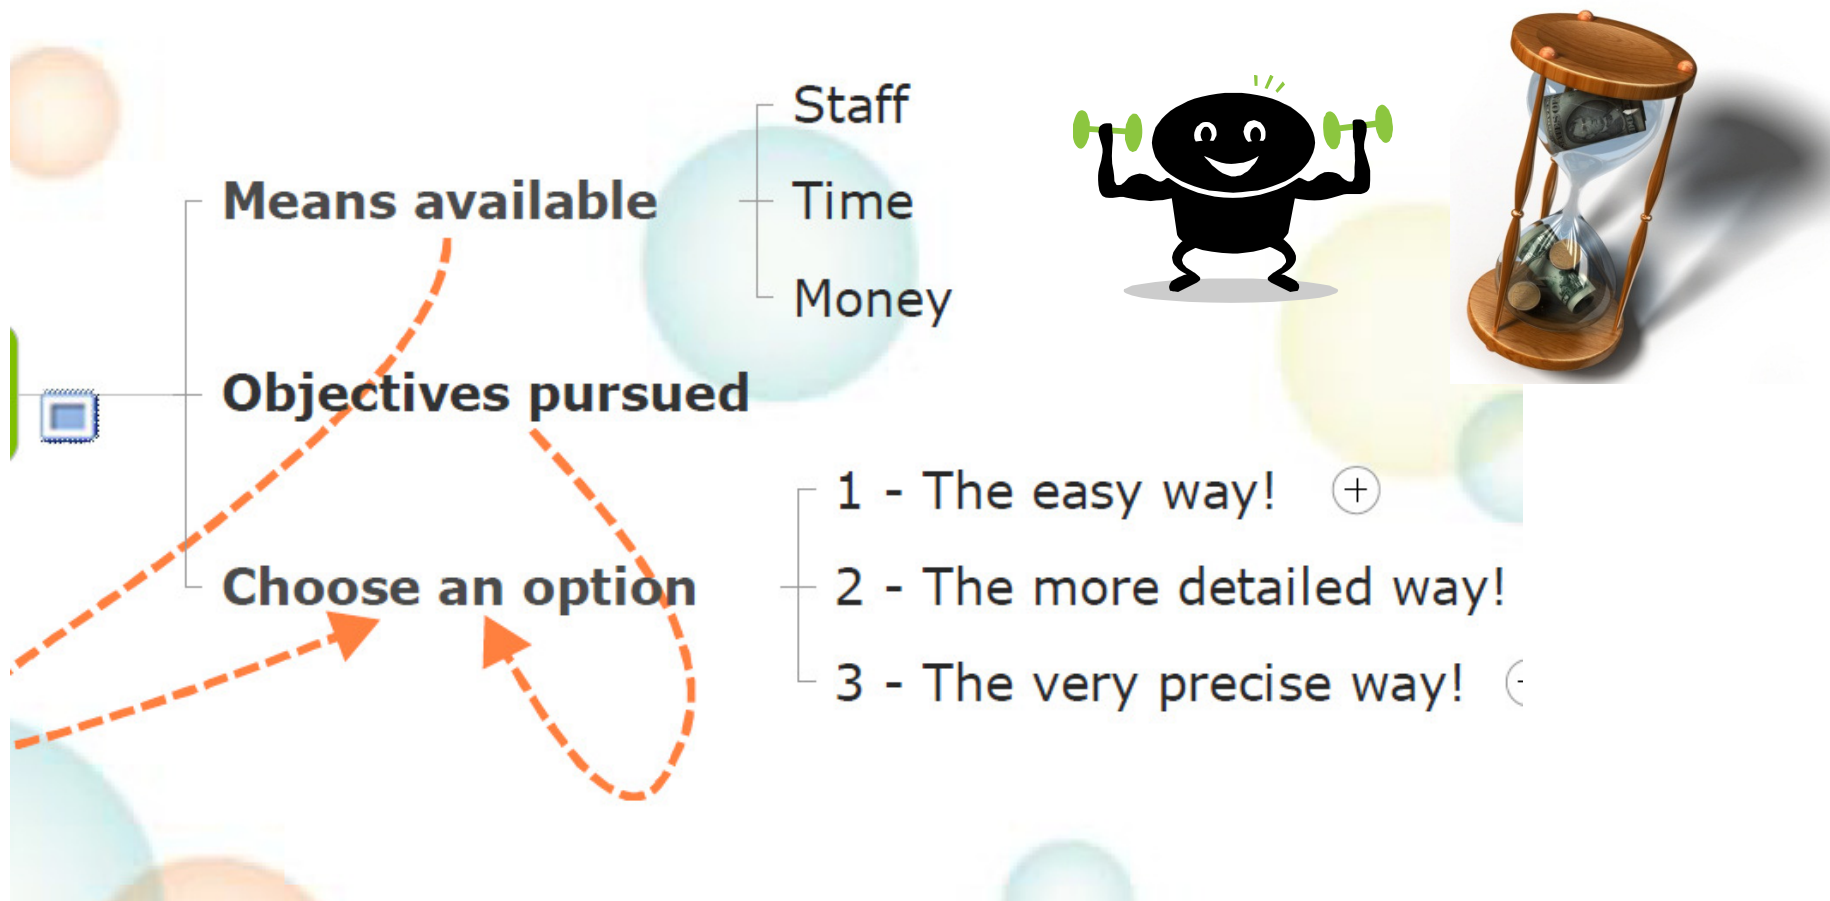 Staff
Means available
Time
Money
Objectives pursued
1 - The easy way!
Choose an option
2 - The more detailed way!
3 - The very precise way!